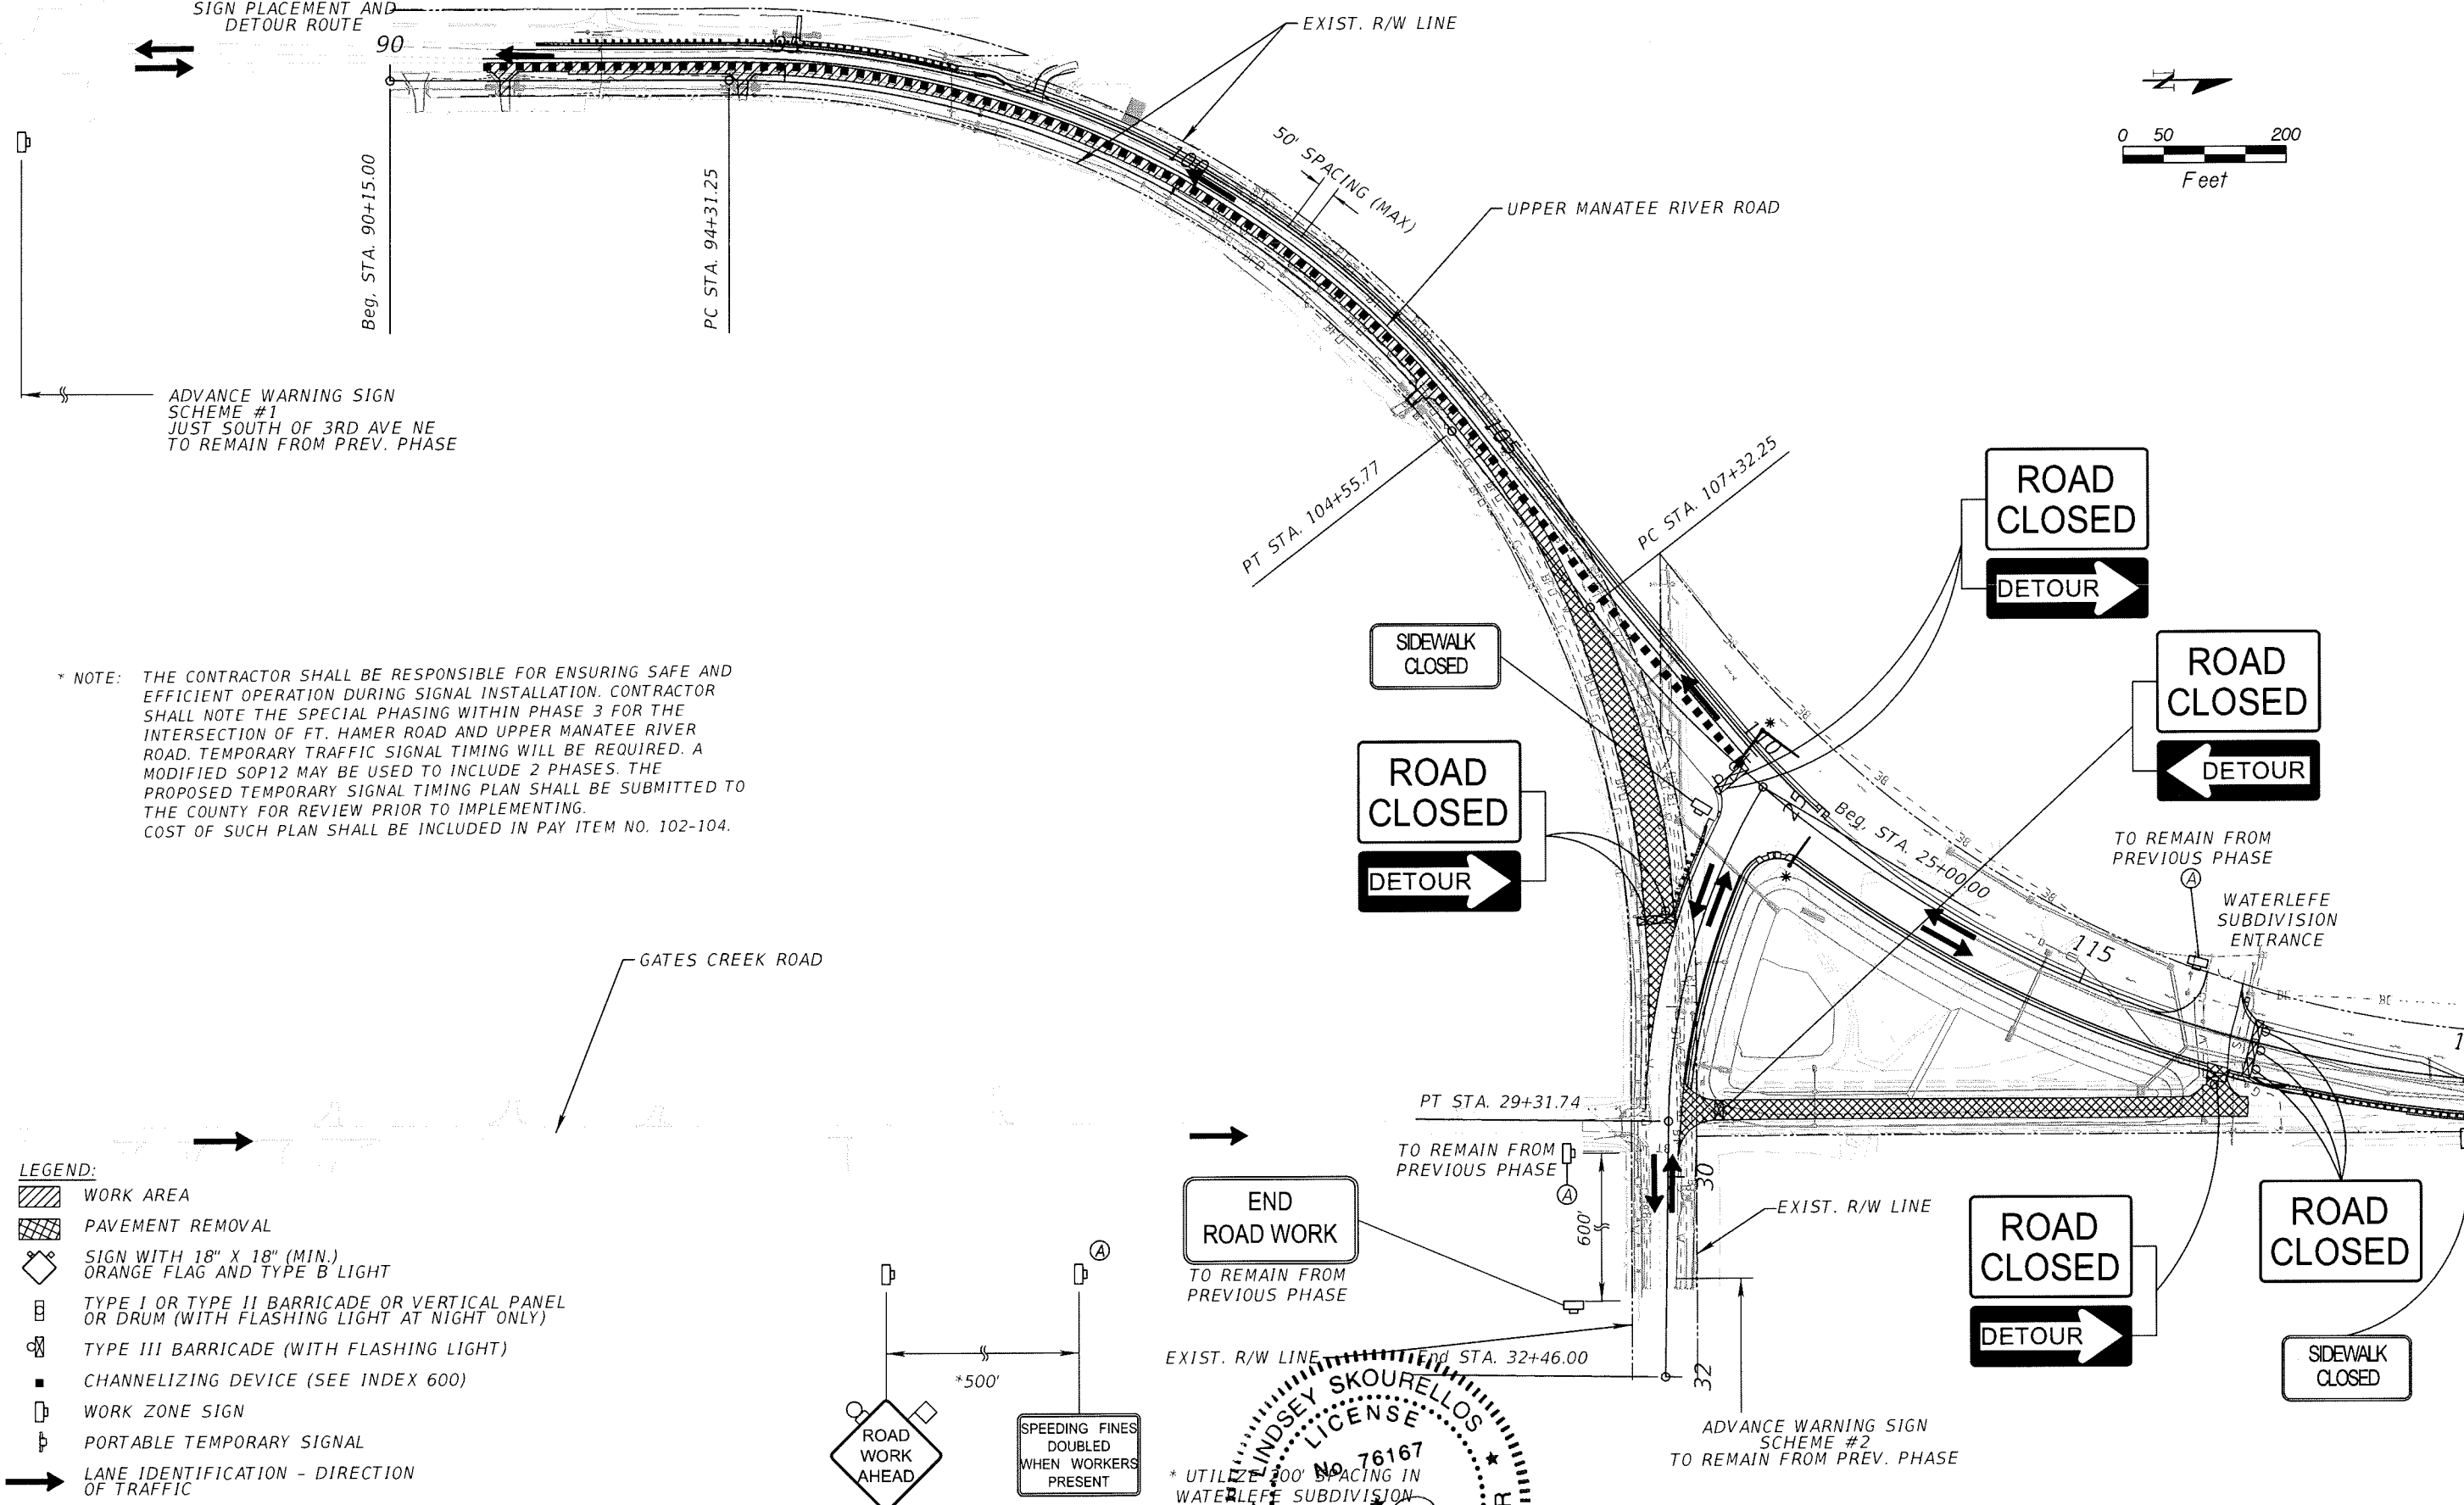 SIGN PLACEMENT AND
DETOUR ROUTE
90
EXIST. R/W LINE
N
0 50 200
Feet
Beg. STA. 90+15.00
PC STA. 94+31.25
100
50' SPACING (MAX)
UPPER MANATEE RIVER ROAD
ADVANCE WARNING SIGN
SCHEME #1
JUST SOUTH OF 3RD AVE NE
TO REMAIN FROM PREV. PHASE
105
PT STA. 104+55.77
PC STA. 107+32.25
ROAD
CLOSED
DETOUR
SIDEWALK
CLOSED
ROAD
CLOSED
DETOUR
ROAD
CLOSED
DETOUR
* NOTE: THE CONTRACTOR SHALL BE RESPONSIBLE FOR ENSURING SAFE AND
EFFICIENT OPERATION DURING SIGNAL INSTALLATION. CONTRACTOR
SHALL NOTE THE SPECIAL PHASING WITHIN PHASE 3 FOR THE
INTERSECTION OF FT. HAMER ROAD AND UPPER MANATEE RIVER
ROAD. TEMPORARY TRAFFIC SIGNAL TIMING WILL BE REQUIRED. A
MODIFIED SOP12 MAY BE USED TO INCLUDE 2 PHASES. THE
PROPOSED TEMPORARY SIGNAL TIMING PLAN SHALL BE SUBMITTED TO
THE COUNTY FOR REVIEW PRIOR TO IMPLEMENTING.
COST OF SUCH PLAN SHALL BE INCLUDED IN PAY ITEM NO. 102-104.
110
*
25
Beg. STA. 25+00.00
*
TO REMAIN FROM
PREVIOUS PHASE
A
WATERLEFE
SUBDIVISION
ENTRANCE
115
GATES CREEK ROAD
PT STA. 29+31.74
TO REMAIN FROM
PREVIOUS PHASE
A
600'
30
END
ROAD WORK
TO REMAIN FROM
PREVIOUS PHASE
EXIST. R/W LINE
ROAD
CLOSED
DETOUR
ROAD
CLOSED
SIDEWALK
CLOSED
EXIST. R/W LINE
End STA. 32+46.00
32
ADVANCE WARNING SIGN
SCHEME #2
TO REMAIN FROM PREV. PHASE
LEGEND:
WORK AREA
PAVEMENT REMOVAL
SIGN WITH 18" X 18" (MIN.)
ORANGE FLAG AND TYPE B LIGHT
TYPE I OR TYPE II BARRICADE OR VERTICAL PANEL
OR DRUM (WITH FLASHING LIGHT AT NIGHT ONLY)
TYPE III BARRICADE (WITH FLASHING LIGHT)
CHANNELIZING DEVICE (SEE INDEX 600)
WORK ZONE SIGN
PORTABLE TEMPORARY SIGNAL
LANE IDENTIFICATION - DIRECTION
OF TRAFFIC
A
*500'
ROAD
WORK
AHEAD
SPEEDING FINES
DOUBLED
WHEN WORKERS
PRESENT
LINDSEY SKOURELLOS
LICENSE
No. 76167
* UTILIZE 200' SPACING IN
WATERLEFE SUBDIVISION